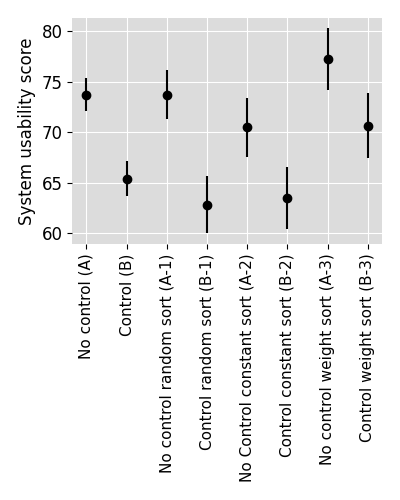 System usability score
80
75
70
65
60
No control (A)
Control (B)
No control random sort (A-1)
Control random sort (B-1)
No Control constant sort (A-2)
Control constant sort (B-2)
No control weight sort (A-3)
Control weight sort (B-3)